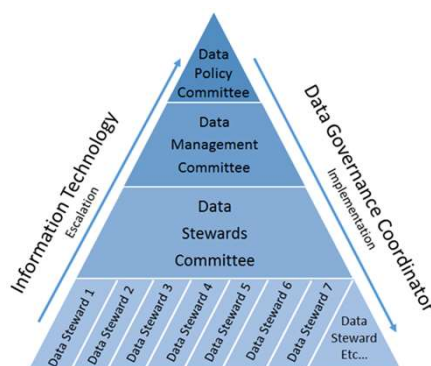 Data
Policy
Committee
Data
Management
Committee
Data
Stewards
Committee
Data Steward 1
Data Steward 2
Data Steward 3
Data Steward 4
Data Steward 5
Data Steward 6
Data Steward 7
Data
Steward
Etc...
Information Technology
Escalation
Data Governance Coordinator
Implementation